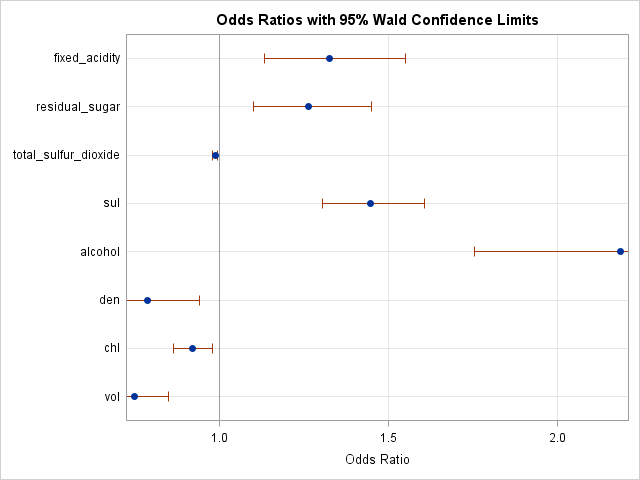 Odds Ratios with 95% Wald Confidence Limits
fixed_acidity
residual_sugar
total_sulfur_dioxide
sul
alcohol
den
chl
vol
1.0 1.5 2.0
Odds Ratio